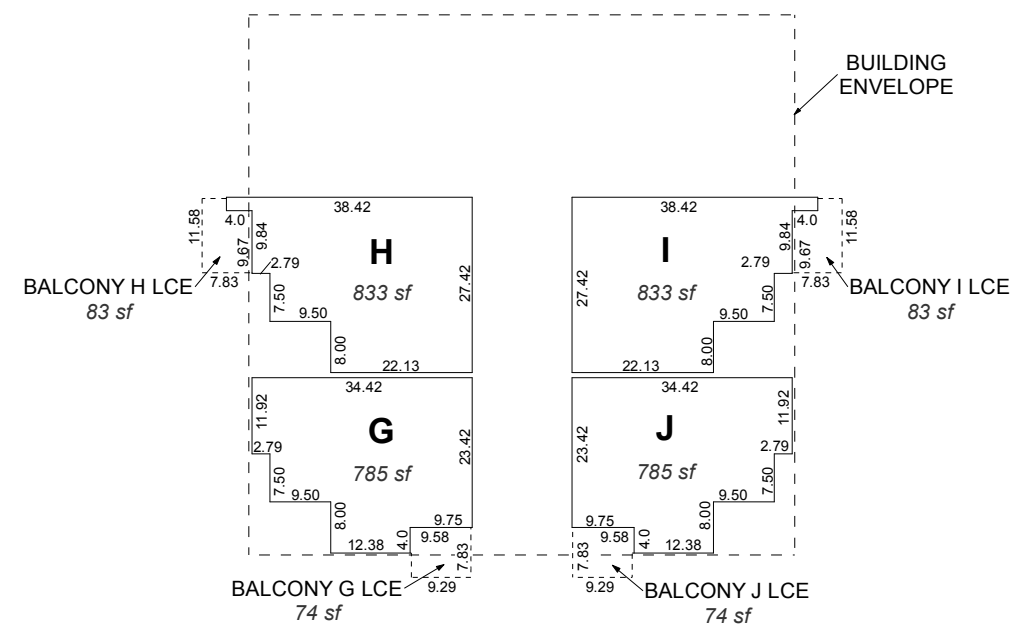 BUILDING
ENVELOPE
38.42
38.42
11.58
4.0
9.67
9.84
2.79
7.83
H
833 sf
27.42
7.50
9.50
8.00
22.13
BALCONY H LCE
83 sf
I
833 sf
27.42
9.84
4.0
9.67
11.58
2.79
7.83
7.50
9.50
8.00
22.13
BALCONY I LCE
83 sf
34.42
11.92
2.79
G
785 sf
23.42
7.50
9.50
8.00
12.38
4.0
9.75
9.58
7.83
9.29
BALCONY G LCE
74 sf
34.42
11.92
2.79
J
785 sf
23.42
7.50
9.50
8.00
9.75
9.58
4.0
12.38
7.83
9.29
BALCONY J LCE
74 sf